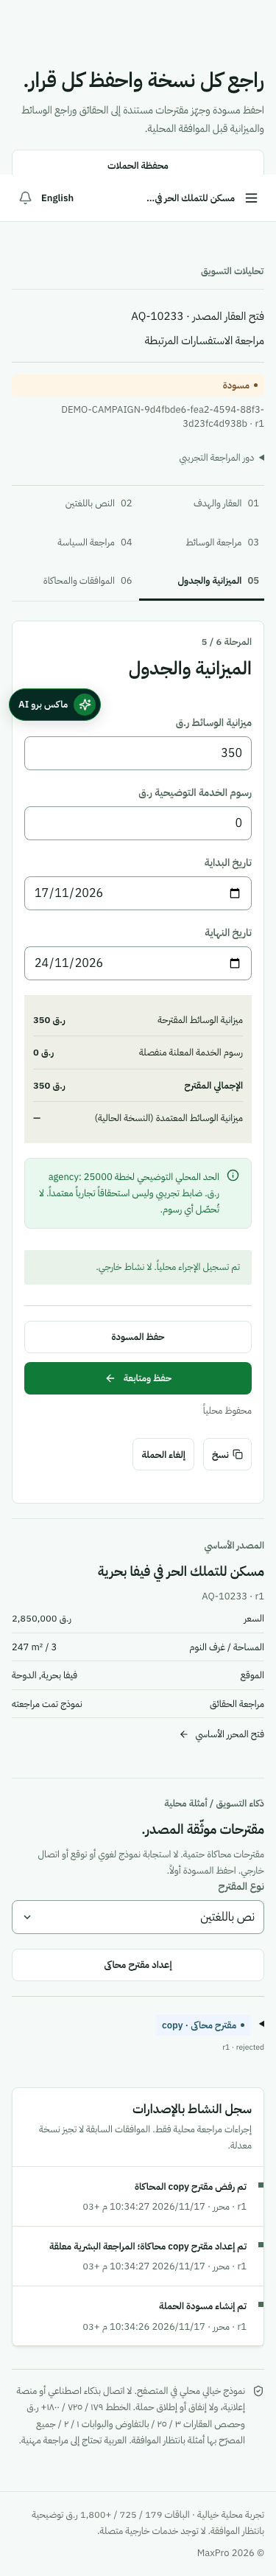 راجع كل نسخة واحفظ كل قرار.
احفظ مسودة وجهّز مقترحات مستندة إلى الحقائق وراجع الوسائط
والميزانية قبل الموافقة المحلية.
محفظة الحملات
مسكن للتملك الحر في...
English
تحليلات التسويق
فتح العقار المصدر · AQ-10233
مراجعة الاستفسارات المرتبطة
مسودة
DEMO-CAMPAIGN-9d4fbde6-fea2-4594-88f3-
3d23fc4d938b · r1
دور المراجعة التجريبي
01 العقار والهدف
02 النص باللغتين
03 مراجعة الوسائط
04 مراجعة السياسة
05 الميزانية والجدول
06 الموافقات والمحاكاة
المرحلة 6 / 5
الميزانية والجدول
ماكس برو AI
ميزانية الوسائط ر.ق
350
رسوم الخدمة التوضيحية ر.ق
0
تاريخ البداية
17/11/2026
تاريخ النهاية
24/11/2026
ميزانية الوسائط المقترحة
ر.ق 350
رسوم الخدمة المعلنة منفصلة
ر.ق 0
الإجمالي المقترح
ر.ق 350
ميزانية الوسائط المعتمدة (النسخة الحالية)
—
الحد المحلي التوضيحي لخطة agency: 25000
ر.ق. ضابط تجريبي وليس استحقاقاً تجارياً معتمداً. لا
تُحصّل أي رسوم.
تم تسجيل الإجراء محلياً. لا نشاط خارجي.
حفظ المسودة
حفظ ومتابعة
محفوظ محلياً
نسخ
إلغاء الحملة
المصدر الأساسي
مسكن للتملك الحر في فيفا بحرية
AQ-10233 · r1
السعر
ر.ق 2,850,000
المساحة / غرف النوم
247 m² / 3
الموقع
فيفا بحرية, الدوحة
مراجعة الحقائق
نموذج تمت مراجعته
فتح المحرر الأساسي
ذكاء التسويق / أمثلة محلية
مقترحات موثّقة المصدر.
مقترحات محاكاة حتمية. لا استجابة نموذج لغوي أو توقع أو اتصال
خارجي. احفظ المسودة أولاً.
نوع المقترح
نص باللغتين
إعداد مقترح محاكى
مقترح محاكى · copy
r1 · rejected
سجل النشاط بالإصدارات
إجراءات مراجعة محلية فقط. الموافقات السابقة لا تجيز نسخة
معدلة.
تم رفض مقترح copy المحاكاة
r1 · محرر · 2026/11/17 10:34:27 م +03
تم إعداد مقترح copy محاكاة؛ المراجعة البشرية معلقة
r1 · محرر · 2026/11/17 10:34:27 م +03
تم إنشاء مسودة الحملة
r1 · محرر · 2026/11/17 10:34:26 م +03
نموذج خيالي محلي في المتصفح. لا اتصال بذكاء اصطناعي أو منصة
إعلانية، ولا إنفاق أو إطلاق حملة. الخطط ١٧٩ / ٧٢٥ / ١٨٠٠+ ر.ق
وحصص العقارات ٣ / ٢٥ / بالتفاوض والبوابات ١ / ٢ / جميع
المصرّح بها أمثلة بانتظار الموافقة. العربية تحتاج إلى مراجعة مهنية.
تجربة محلية خيالية · الباقات 179 / 725 / +1,800 ر.ق توضيحية
بانتظار الموافقة. لا توجد خدمات خارجية متصلة.
© 2026 MaxPro